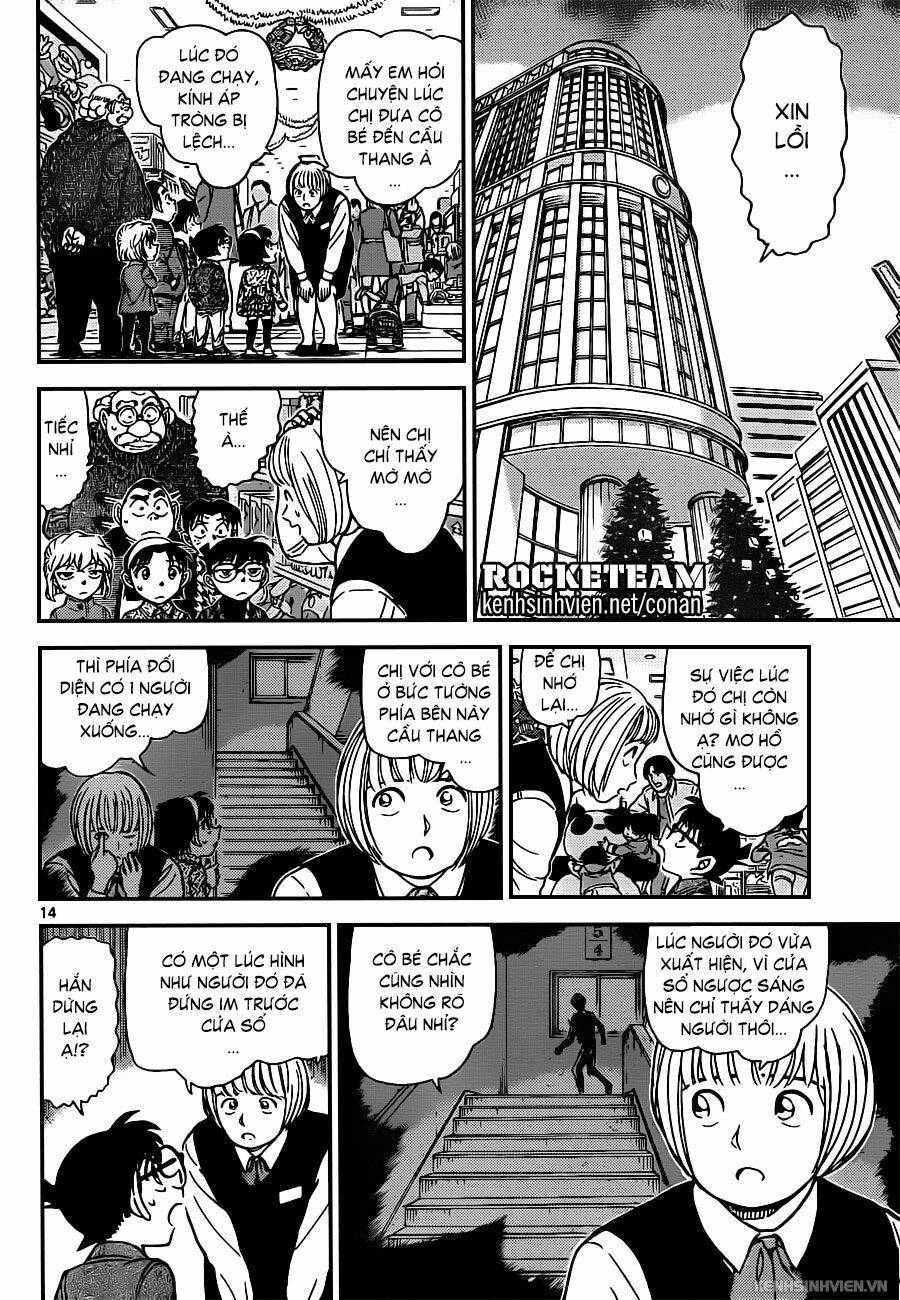 XIN
LỒI
...
MẤY EM HỎI
CHUYỆN LÚC
CHỊ ĐƯA CÔ
BÉ ĐẾN CẦU
THANG À
...
LÚC ĐÓ
ĐANG CHẠY,
KÍNH ÁP
TRÒNG BỊ
LỆCH...
NÊN CHỊ
CHỈ THẤY
MỜ MỜ
...
THẾ
À...
TIẾC
NHỈ
...
ROCKETEAM
kenhsinhvien.net/conan
SỰ VIỆC LÚC
ĐÓ CHỊ CÒN
NHỚ GÌ KHÔNG
Ạ? MƠ HỒ
CŨNG ĐƯỢC
...
ĐỂ CHỊ
NHỚ
LẠI...
CHỊ VỚI CÔ BÉ
Ở BỨC TƯỜNG
PHÍA BÊN NÀY
CẦU THANG
THÌ PHÍA ĐỐI
DIỆN CÓ 1 NGƯỜI
ĐANG CHẠY
XUỐNG...
14
LÚC NGƯỜI ĐÓ VỪA
XUẤT HIỆN, VÌ CỬA
SỔ NGƯỢC SÁNG
NÊN CHỈ THẤY DÁNG
NGƯỜI THÔI...
5
4
CÔ BÉ CHẮC
CŨNG NHÌN
KHÔNG RÕ
ĐÂU NHỈ?
CÓ MỘT LÚC HÌNH
NHƯ NGƯỜI ĐÓ ĐÃ
ĐỨNG IM TRƯỚC
CỬA SỔ
...
HẮN
DỪNG
LẠI
Ạ!?
KENHSINHVIEN.VN